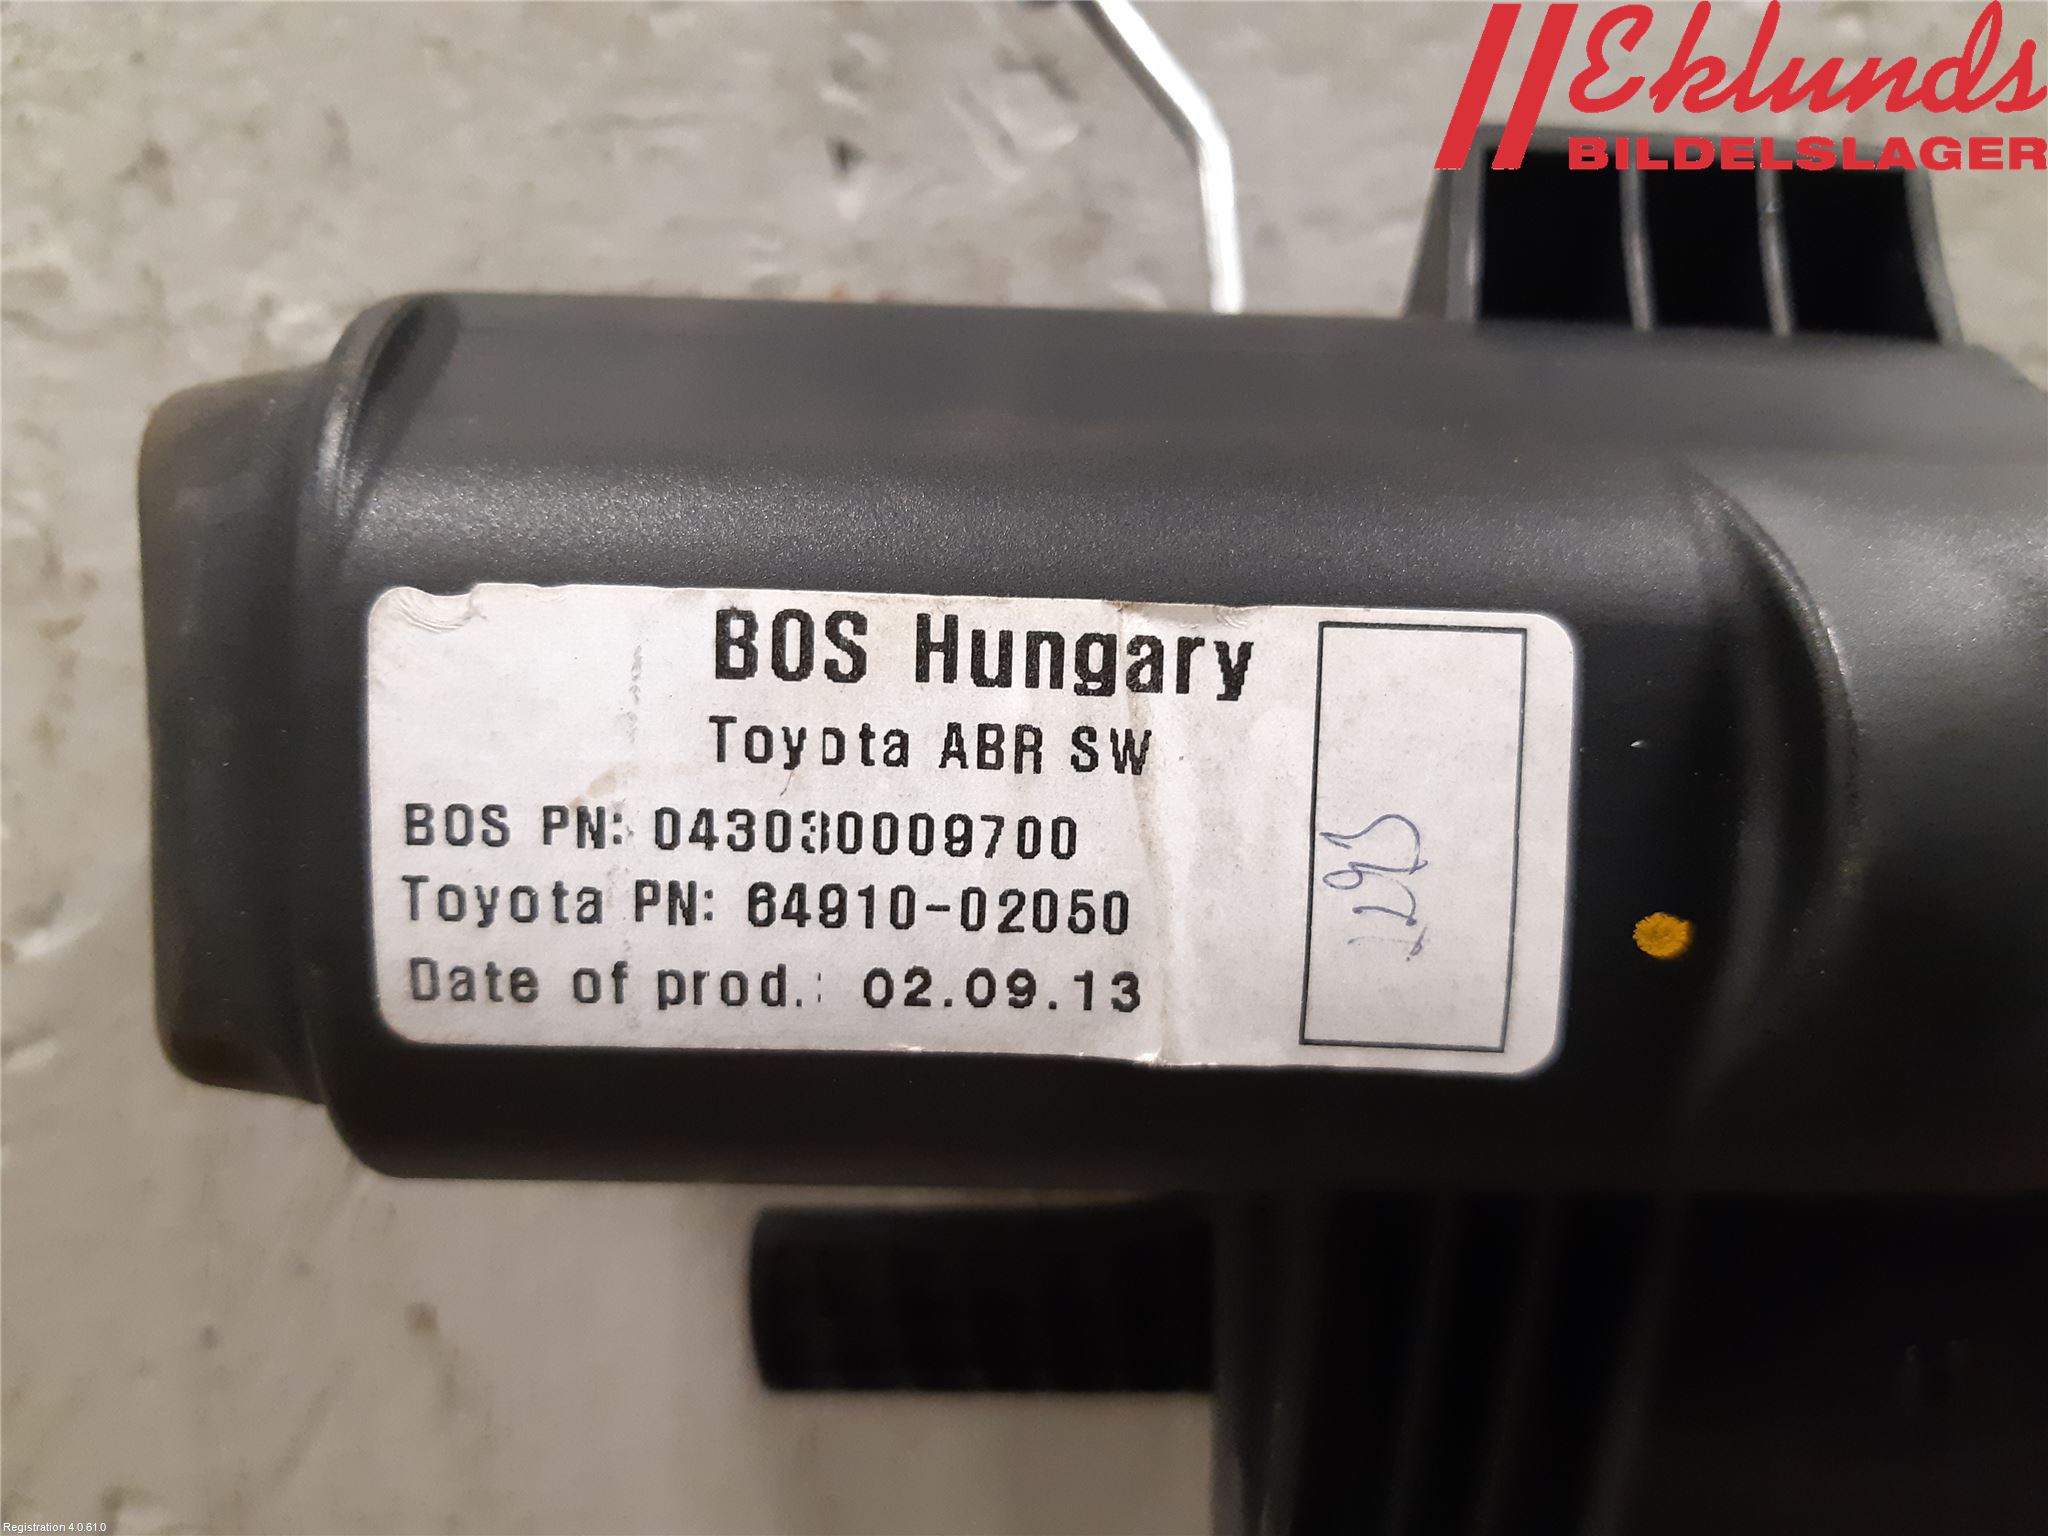 Eklunds
BILDELSLAGER
BOS Hungary
Toyota ABR SW
BOS PN: 043030009700
Toyota PN: 64910-02050
Date of prod.: 02.09.13
Registration 4.0.61.0